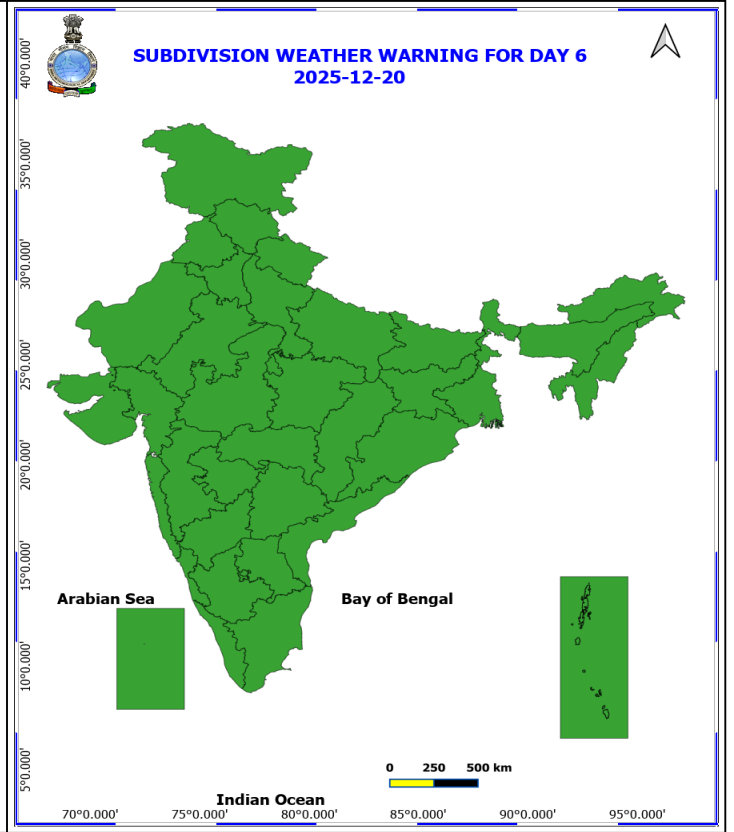 SUBDIVISION WEATHER WARNING FOR DAY 6
2025-12-20
40°0.000'
35°0.000'
30°0.000'
25°0.000'
20°0.000'
15°0.000'
10°0.000'
5°0.000'
Arabian Sea
Bay of Bengal
0 250 500 km
Indian Ocean
70°0.000' 75°0.000' 80°0.000' 85°0.000' 90°0.000' 95°0.000'